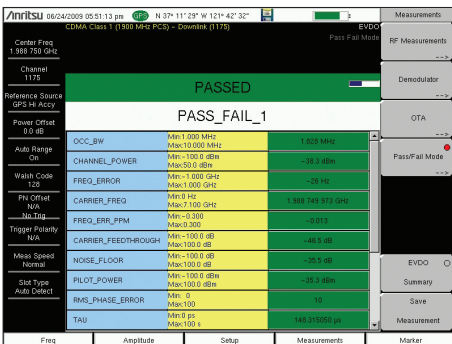 Anritsu 06/24/2009 05:51:13 pm GPS N 37° 11' 29" W 121° 42' 32"
CDMA Class 1 (1900 MHz PCS) - Downlink (1175)
EVDO
Pass Fail Mode
Center Freq
1.988 750 GHz
Channel
1175
Reference Source
GPS Hi Accy
Power Offset
0.0 dB
Auto Range
On
Walsh Code
128
PN Offset
N/A
No Trig
Trigger Polarity
N/A
Meas Speed
Normal
Slot Type
Auto Detect
PASSED
PASS_FAIL_1
OCC_BW Min:1.000 MHz Max:10.000 MHz 1.629 MHz
CHANNEL_POWER Min:-100.0 dBm Max:50.0 dBm -38.3 dBm
FREQ_ERROR Min:-1.000 GHz Max:1.000 GHz -26 Hz
CARRIER_FREQ Min:0 Hz Max:7.100 GHz 1.988 749 973 GHz
FREQ_ERR_PPM Min:-0.300 Max:0.300 -0.013
CARRIER_FEEDTHROUGH Min:-100.0 dB Max:100.0 dB -46.5 dB
NOISE_FLOOR Min:-100.0 dB Max:100.0 dB -35.5 dB
PILOT_POWER Min:-100.0 dBm Max:100.0 dBm -35.3 dBm
RMS_PHASE_ERROR Min: 0 Max:100 10
TAU Min:0 ps Max:100 s 148.315050 µs
Measurements
RF Measurements
-->
Demodulator
-->
OTA
-->
Pass/Fail Mode
-->
EVDO
Summary
Save
Measurement
Freq Amplitude Setup Measurements Marker